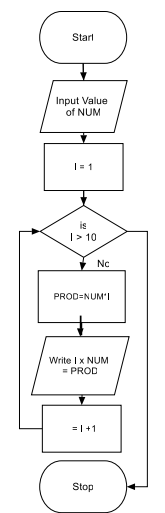 Start
Input Value
of NUM
I = 1
is
I > 10
No
PROD=NUM*I
Write I x NUM
= PROD
= I +1
Stop